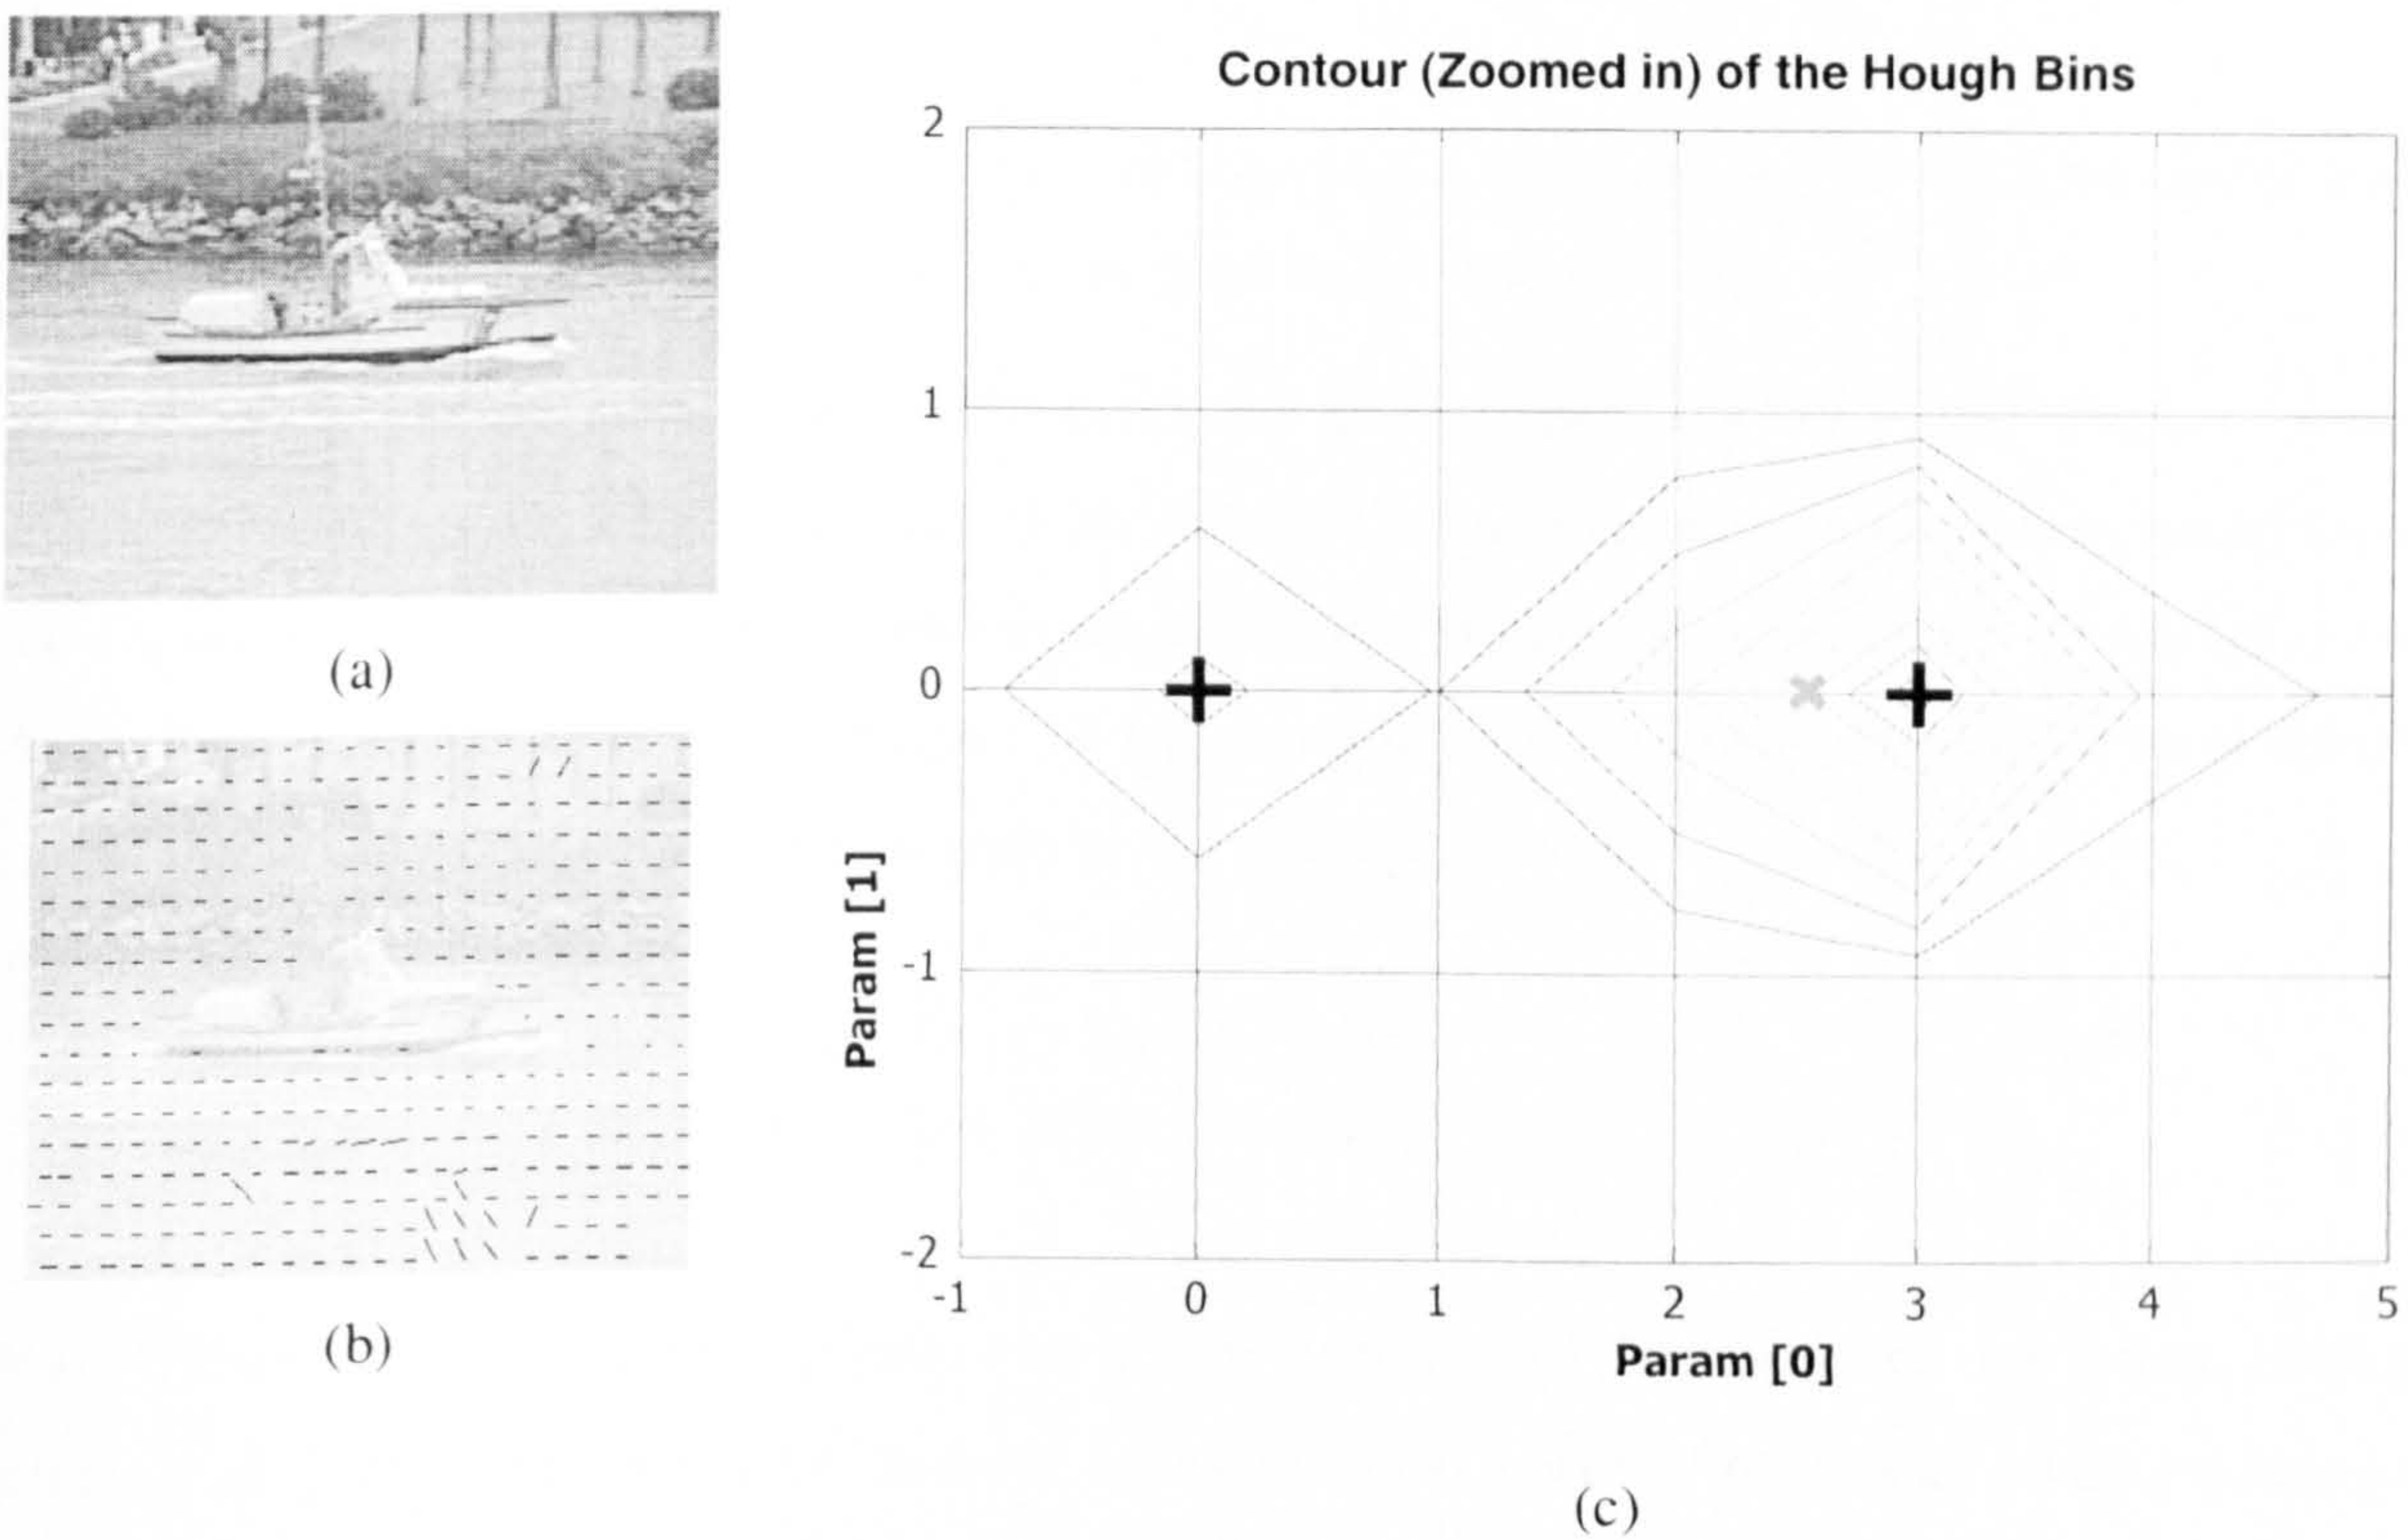 (a)
(b)
Contour (Zoomed in) of the Hough Bins
2
1
0
-1
-2
Param [1]
-1 0 1 2 3 4 5
Param [0]
(c)